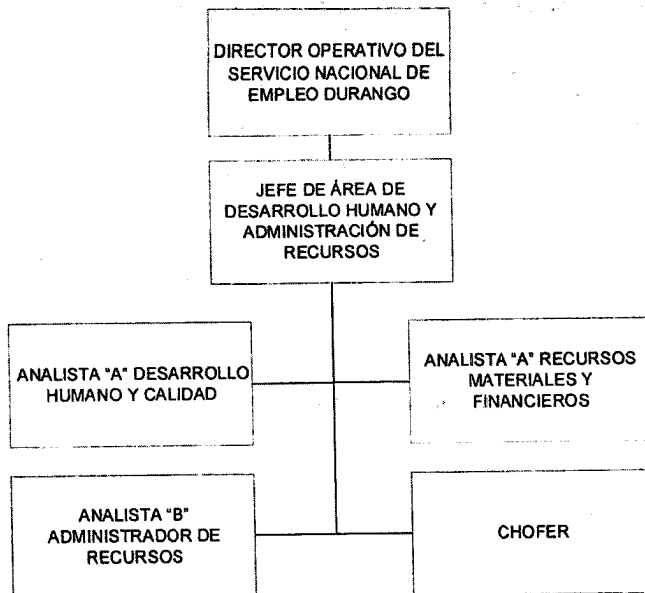 DIRECTOR OPERATIVO DEL
SERVICIO NACIONAL DE
EMPLEO DURANGO
JEFE DE ÁREA DE
DESARROLLO HUMANO Y
ADMINISTRACIÓN DE
RECURSOS
ANALISTA "A" DESARROLLO
HUMANO Y CALIDAD
ANALISTA "A" RECURSOS
MATERIALES Y
FINANCIEROS
ANALISTA "B"
ADMINISTRADOR DE
RECURSOS
CHOFER